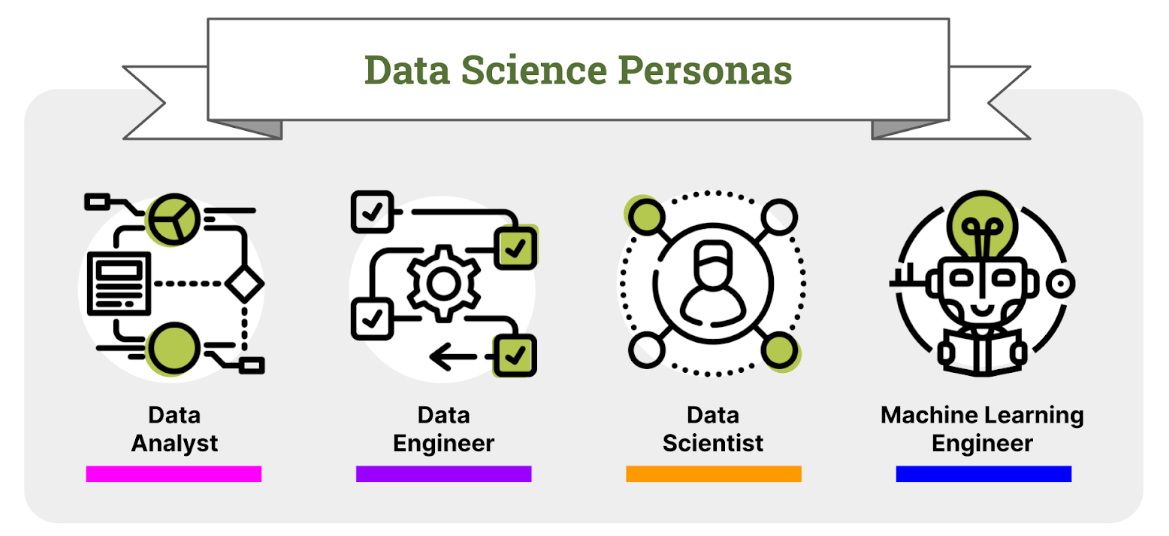 Data Science Personas
Data
Analyst
Data
Engineer
Data
Scientist
Machine Learning
Engineer